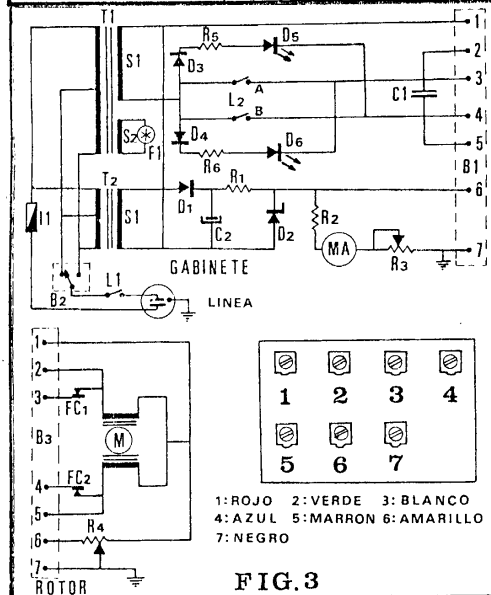 T1
S1
S2
F1
T2
S1
I1
B2
L1
LINEA
GABINETE
R5
D5
D3
A
L2
B
D4
R6
D6
D1
R1
C2
D2
R2
MA
R3
C1
B1
1
2
3
4
5
6
7
1
2
3
FC1
B3
M
4
FC2
5
R4
6
7
ROTOR
1 2 3 4
5 6 7
1:ROJO 2:VERDE 3:BLANCO
4:AZUL 5:MARRON 6:AMARILLO
7:NEGRO
FIG.3